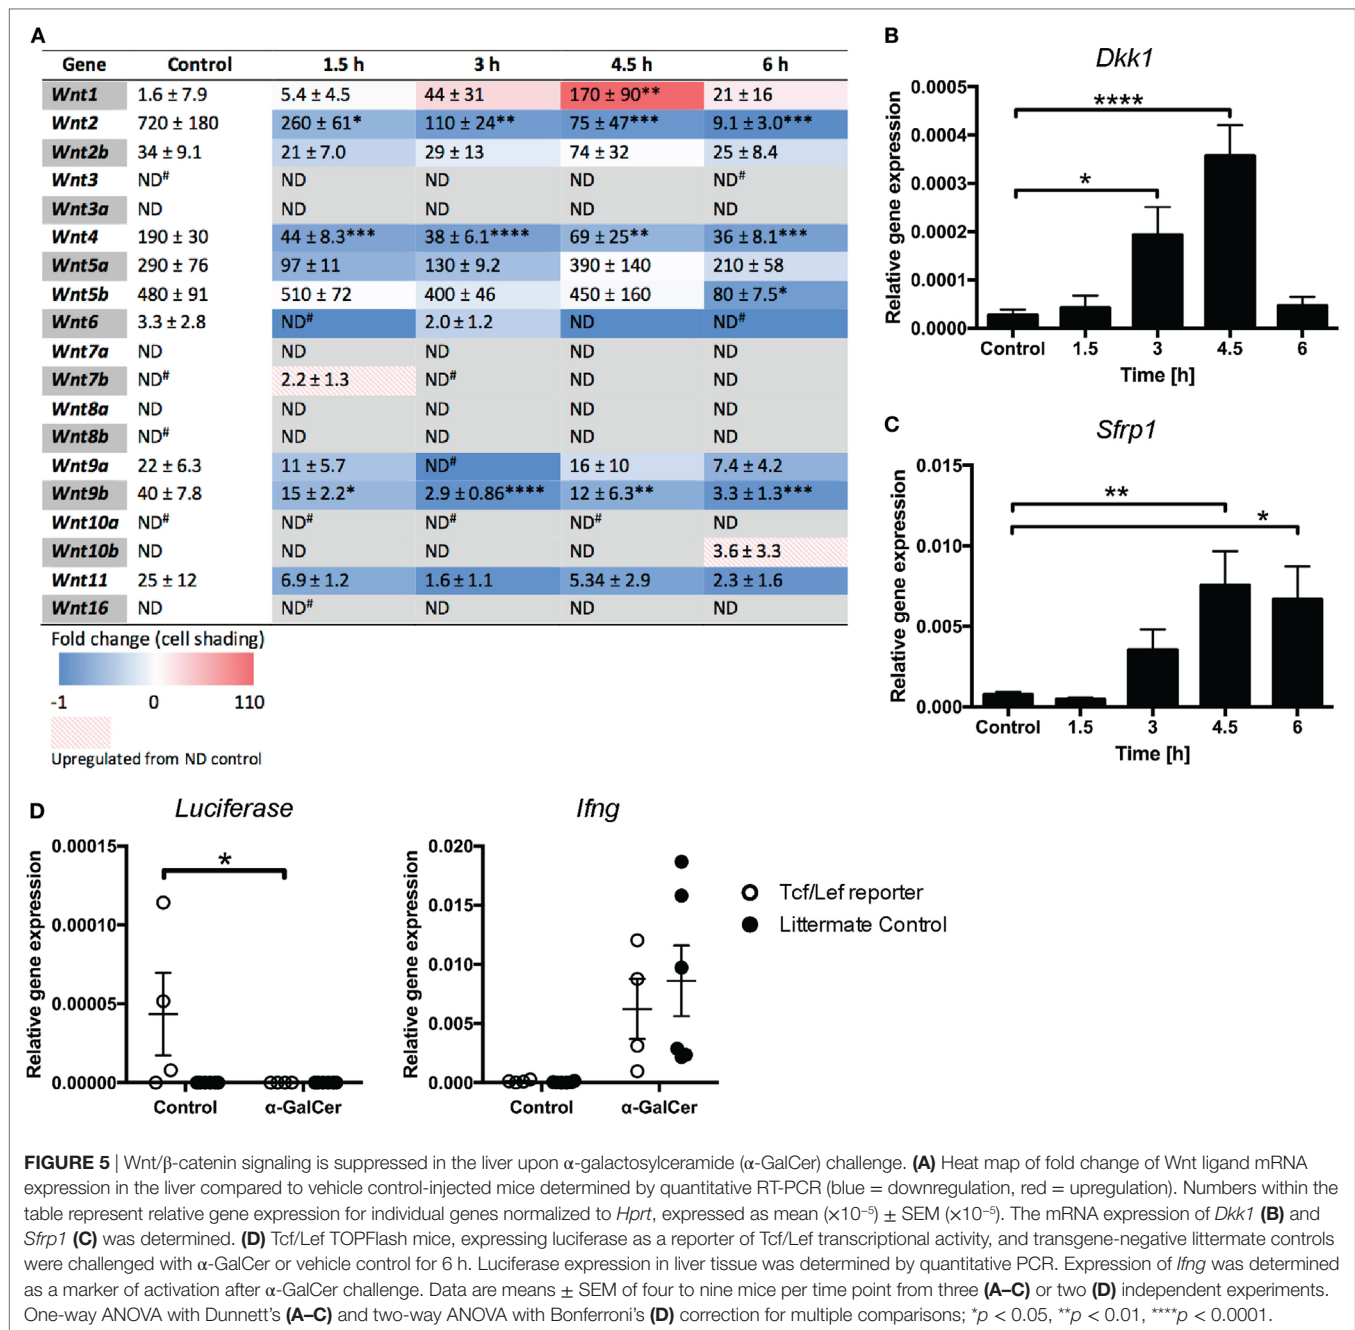 A
Gene Control 1.5 h 3 h 4.5 h 6 h
Wnt1 1.6 ± 7.9 5.4 ± 4.5 44 ± 31 170 ± 90** 21 ± 16
Wnt2 720 ± 180 260 ± 61* 110 ± 24** 75 ± 47*** 9.1 ± 3.0***
Wnt2b 34 ± 9.1 21 ± 7.0 29 ± 13 74 ± 32 25 ± 8.4
Wnt3 ND# ND ND ND ND#
Wnt3a ND ND ND ND ND
Wnt4 190 ± 30 44 ± 8.3*** 38 ± 6.1**** 69 ± 25** 36 ± 8.1***
Wnt5a 290 ± 76 97 ± 11 130 ± 9.2 390 ± 140 210 ± 58
Wnt5b 480 ± 91 510 ± 72 400 ± 46 450 ± 160 80 ± 7.5*
Wnt6 3.3 ± 2.8 ND# 2.0 ± 1.2 ND ND#
Wnt7a ND ND ND ND ND
Wnt7b ND# 2.2 ± 1.3 ND# ND ND
Wnt8a ND ND ND ND ND
Wnt8b ND# ND ND ND ND
Wnt9a 22 ± 6.3 11 ± 5.7 ND# 16 ± 10 7.4 ± 4.2
Wnt9b 40 ± 7.8 15 ± 2.2* 2.9 ± 0.86**** 12 ± 6.3** 3.3 ± 1.3***
Wnt10a ND# ND# ND# ND# ND
Wnt10b ND ND ND ND 3.6 ± 3.3
Wnt11 25 ± 12 6.9 ± 1.2 1.6 ± 1.1 5.34 ± 2.9 2.3 ± 1.6
Wnt16 ND ND# ND ND ND
Fold change (cell shading)
-1 0 110
Upregulated from ND control
B
Dkk1
Relative gene expression
0.0005
0.0004
0.0003
0.0002
0.0001
0.0000
****
*
Control 1.5 3 4.5 6
Time [h]
C
Sfrp1
Relative gene expression
0.015
0.010
0.005
0.000
**
*
Control 1.5 3 4.5 6
Time [h]
D
Luciferase
Relative gene expression
0.00015
0.00010
0.00005
0.00000
*
Control α-GalCer
Ifng
Relative gene expression
0.020
0.015
0.010
0.005
0.000
Control α-GalCer
Tcf/Lef reporter
Littermate Control
FIGURE 5 | Wnt/β-catenin signaling is suppressed in the liver upon α-galactosylceramide (α-GalCer) challenge. (A) Heat map of fold change of Wnt ligand mRNA
expression in the liver compared to vehicle control-injected mice determined by quantitative RT-PCR (blue = downregulation, red = upregulation). Numbers within the
table represent relative gene expression for individual genes normalized to Hprt, expressed as mean (×10⁻⁵) ± SEM (×10⁻⁵). The mRNA expression of Dkk1 (B) and
Sfrp1 (C) was determined. (D) Tcf/Lef TOPFlash mice, expressing luciferase as a reporter of Tcf/Lef transcriptional activity, and transgene-negative littermate controls
were challenged with α-GalCer or vehicle control for 6 h. Luciferase expression in liver tissue was determined by quantitative PCR. Expression of Ifng was determined
as a marker of activation after α-GalCer challenge. Data are means ± SEM of four to nine mice per time point from three (A–C) or two (D) independent experiments.
One-way ANOVA with Dunnett’s (A–C) and two-way ANOVA with Bonferroni’s (D) correction for multiple comparisons; *p < 0.05, **p < 0.01, ****p < 0.0001.